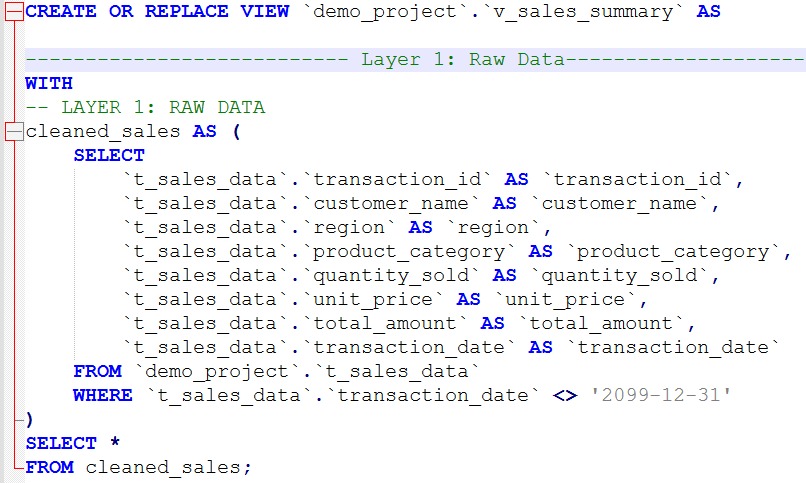 CREATE OR REPLACE VIEW `demo_project`.`v_sales_summary` AS
--------------------------- Layer 1: Raw Data--------------------
WITH
-- LAYER 1: RAW DATA
cleaned_sales AS (
    SELECT
        `t_sales_data`.`transaction_id` AS `transaction_id`,
        `t_sales_data`.`customer_name` AS `customer_name`,
        `t_sales_data`.`region` AS `region`,
        `t_sales_data`.`product_category` AS `product_category`,
        `t_sales_data`.`quantity_sold` AS `quantity_sold`,
        `t_sales_data`.`unit_price` AS `unit_price`,
        `t_sales_data`.`total_amount` AS `total_amount`,
        `t_sales_data`.`transaction_date` AS `transaction_date`
    FROM `demo_project`.`t_sales_data`
    WHERE `t_sales_data`.`transaction_date` <> '2099-12-31'
)
SELECT *
FROM cleaned_sales;